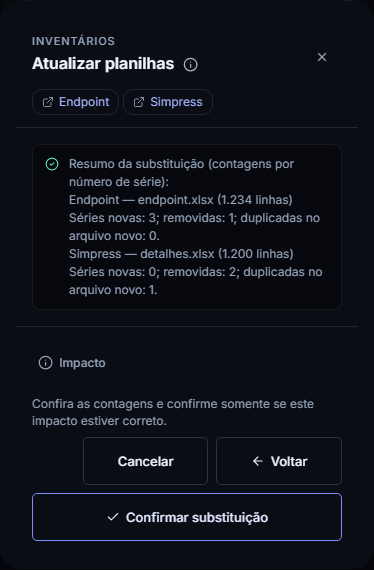 INVENTÁRIOS
Atualizar planilhas
Endpoint
Simpress
Resumo da substituição (contagens por
número de série):
Endpoint — endpoint.xlsx (1.234 linhas)
Séries novas: 3; removidas: 1; duplicadas no
arquivo novo: 0.
Simpress — detalhes.xlsx (1.200 linhas)
Séries novas: 0; removidas: 2; duplicadas no
arquivo novo: 1.
Impacto
Confira as contagens e confirme somente se este
impacto estiver correto.
Cancelar
Voltar
Confirmar substituição